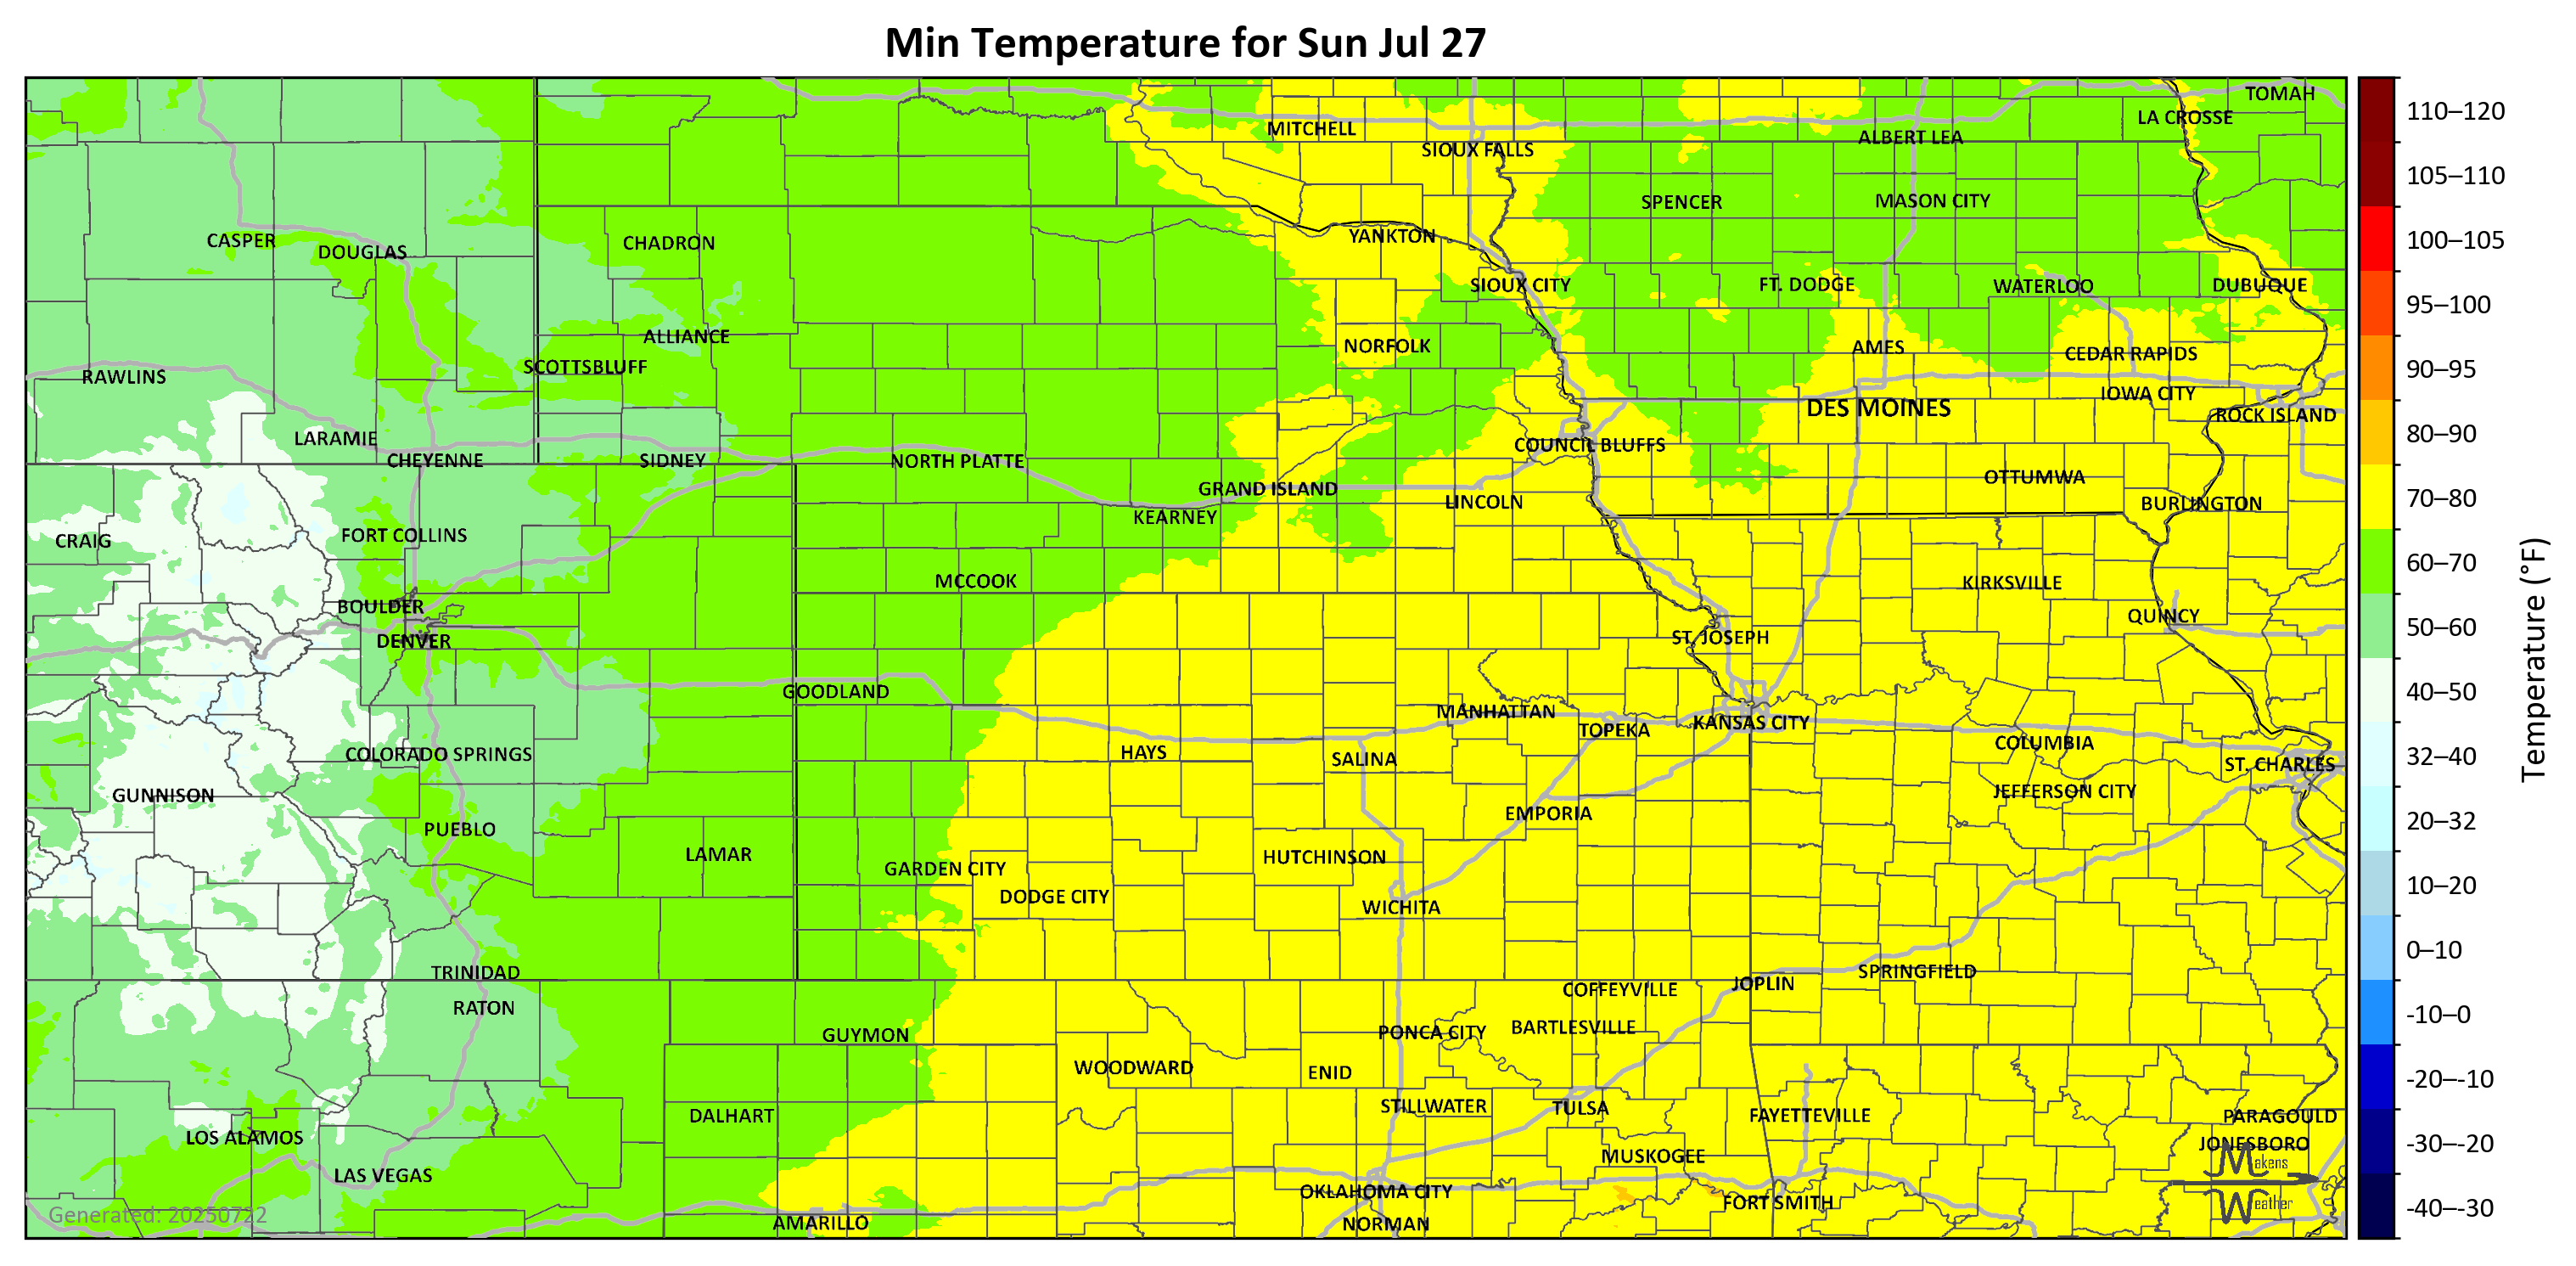 Min Temperature for Sun Jul 27
TOMAH
LA CROSSE
MITCHELL
ALBERT LEA
SIOUX FALLS
SPENCER
MASON CITY
CASPER
DOUGLAS
CHADRON
YANKTON
SIOUX CITY
FT. DODGE
WATERLOO
DUBUQUE
ALLIANCE
NORFOLK
AMES
CEDAR RAPIDS
SCOTTSBLUFF
RAWLINS
IOWA CITY
DES MOINES
ROCK ISLAND
LARAMIE
COUNCIL BLUFFS
CHEYENNE
SIDNEY
NORTH PLATTE
OTTUMWA
GRAND ISLAND
LINCOLN
BURLINGTON
KEARNEY
CRAIG
FORT COLLINS
MCCOOK
KIRKSVILLE
BOULDER
QUINCY
DENVER
ST. JOSEPH
GOODLAND
MANHATTAN
TOPEKA
KANSAS CITY
COLUMBIA
COLORADO SPRINGS
HAYS
SALINA
ST. CHARLES
GUNNISON
JEFFERSON CITY
EMPORIA
PUEBLO
LAMAR
HUTCHINSON
GARDEN CITY
DODGE CITY
WICHITA
TRINIDAD
SPRINGFIELD
JOPLIN
COFFEYVILLE
RATON
GUYMON
PONCA CITY
BARTLESVILLE
WOODWARD
ENID
STILLWATER
TULSA
DALHART
FAYETTEVILLE
PARAGOULD
LOS ALAMOS
JONESBORO
MUSKOGEE
LAS VEGAS
OKLAHOMA CITY
FORT SMITH
AMARILLO
NORMAN
Generated: 20250722
Makens
Weather
110–120
105–110
100–105
95–100
90–95
80–90
70–80
60–70
50–60
40–50
32–40
20–32
10–20
0–10
-10–0
-20–-10
-30–-20
-40–-30
Temperature (°F)